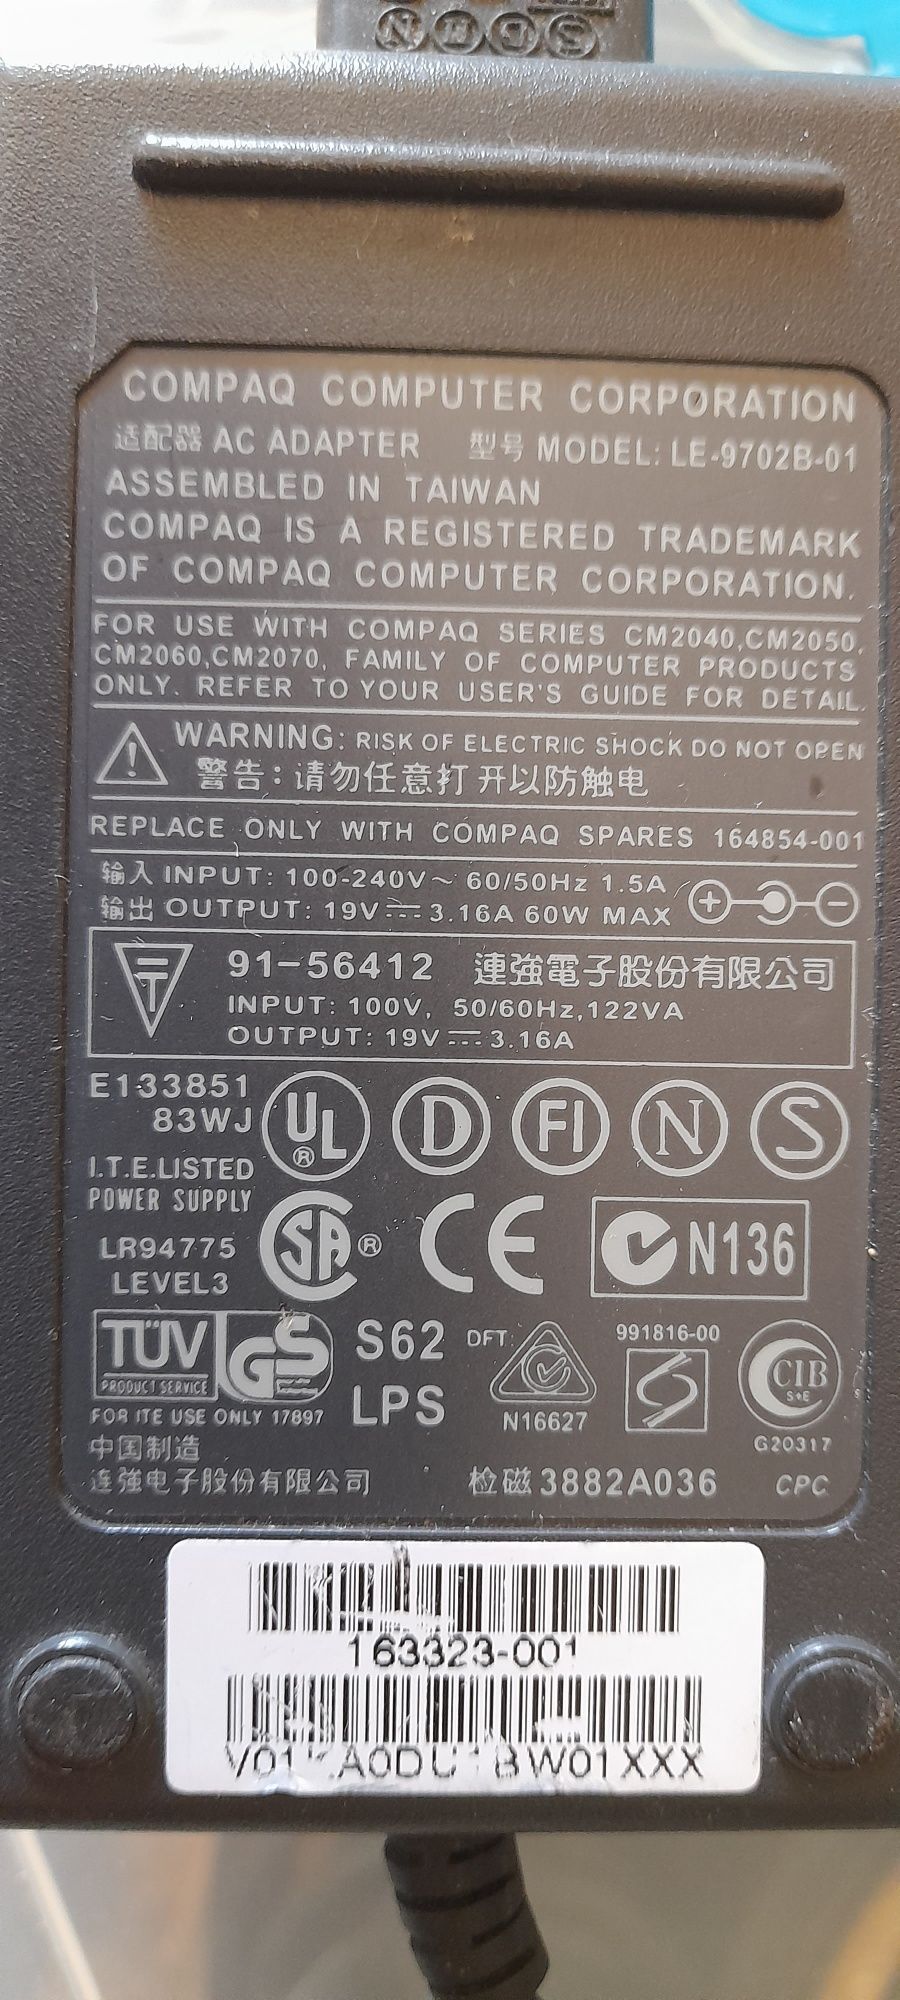 N D E N S
COMPAQ COMPUTER CORPORATION
适配器 AC ADAPTER 型号 MODEL: LE-9702B-01
ASSEMBLED IN TAIWAN
COMPAQ IS A REGISTERED TRADEMARK
OF COMPAQ COMPUTER CORPORATION.
FOR USE WITH COMPAQ SERIES CM2040,CM2050,
CM2060,CM2070, FAMILY OF COMPUTER PRODUCTS
ONLY. REFER TO YOUR USER'S GUIDE FOR DETAIL.
WARNING: RISK OF ELECTRIC SHOCK DO NOT OPEN
警告：请勿任意打开以防触电
REPLACE ONLY WITH COMPAQ SPARES 164854-001
输入 INPUT: 100-240V~ 60/50Hz 1.5A
输出 OUTPUT: 19V⎓3.16A 60W MAX
91-56412 連強電子股份有限公司
INPUT: 100V, 50/60Hz,122VA
OUTPUT: 19V⎓3.16A
E133851
83WJ UL® D FI N S
I.T.E.LISTED
POWER SUPPLY
LR94775 SA® CE N136
LEVEL3
TÜV GS S62 DFT: 991816-00
PRODUCT SERVICE LPS N16627 CIB
S&E
FOR ITE USE ONLY 17897 G20317
中国制造
连強电子股份有限公司 检磁 3882A036 CPC
163323-001